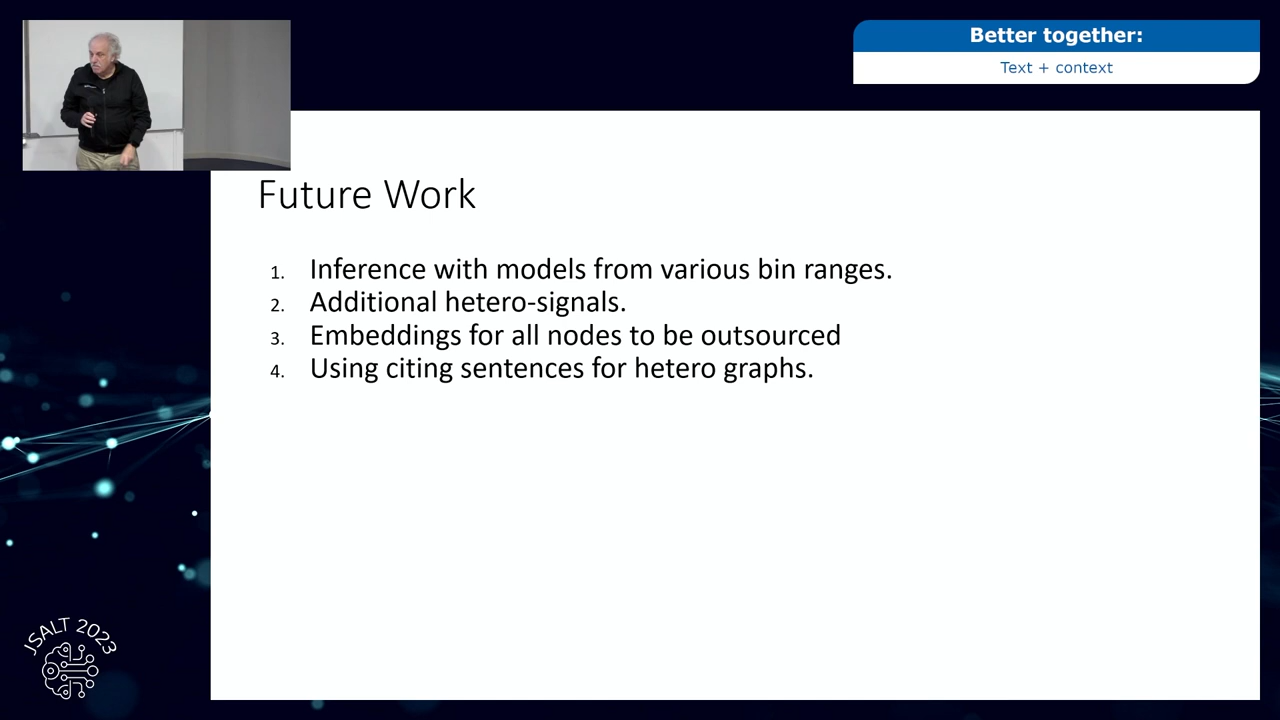 Better together:
Text + context
Future Work
1. Inference with models from various bin ranges.
2. Additional hetero-signals.
3. Embeddings for all nodes to be outsourced
4. Using citing sentences for hetero graphs.
JSALT 2023